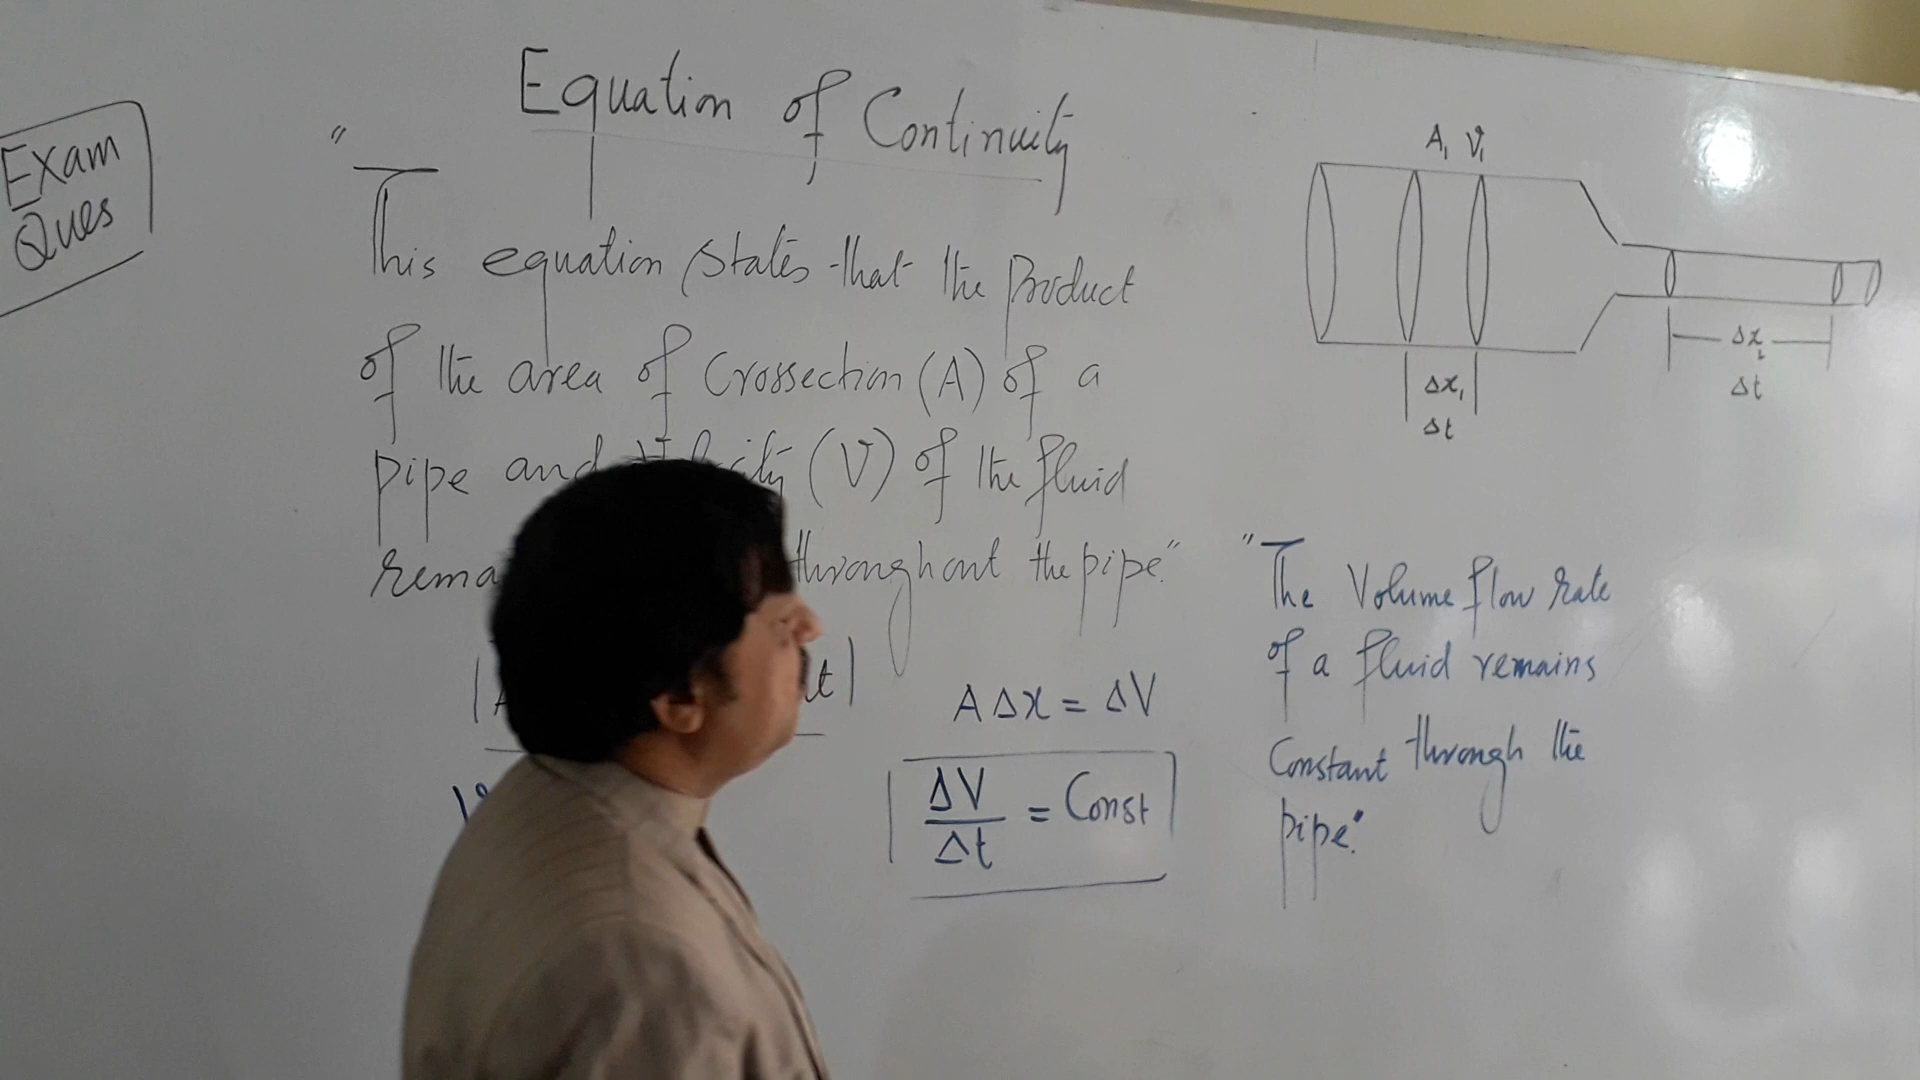 Exam
Ques
Equation of Continuity
"This equation states that the Product
of the area of Crossection (A) of a
pipe and (V) of the fluid
throughout the pipe."
A Δx = ΔV
ΔV/Δt = Const
A₁ V₁
Δx₁
Δt
Δx₂
Δt
"The Volume flow rate
of a fluid remains
Constant through the
pipe."